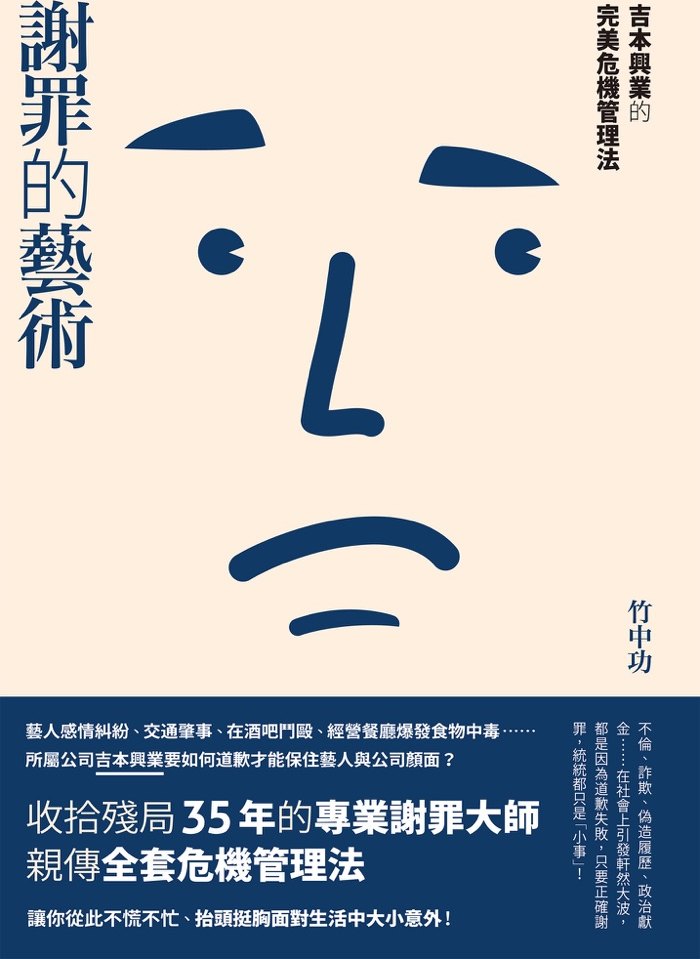 吉本興業的
完美危機管理法
謝罪的藝術
竹中功
藝人感情糾紛、交通肇事、在酒吧鬥毆、經營餐廳爆發食物中毒⋯⋯
所屬公司吉本興業要如何道歉才能保住藝人與公司顏面？
收拾殘局35年的專業謝罪大師
親傳全套危機管理法
讓你從此不慌不忙、抬頭挺胸面對生活中大小意外！
不倫、詐欺、偽造履歷、政治獻
金⋯⋯在社會上引發軒然大波，
都是因為道歉失敗，只要正確謝
罪，統統都只是「小事」！